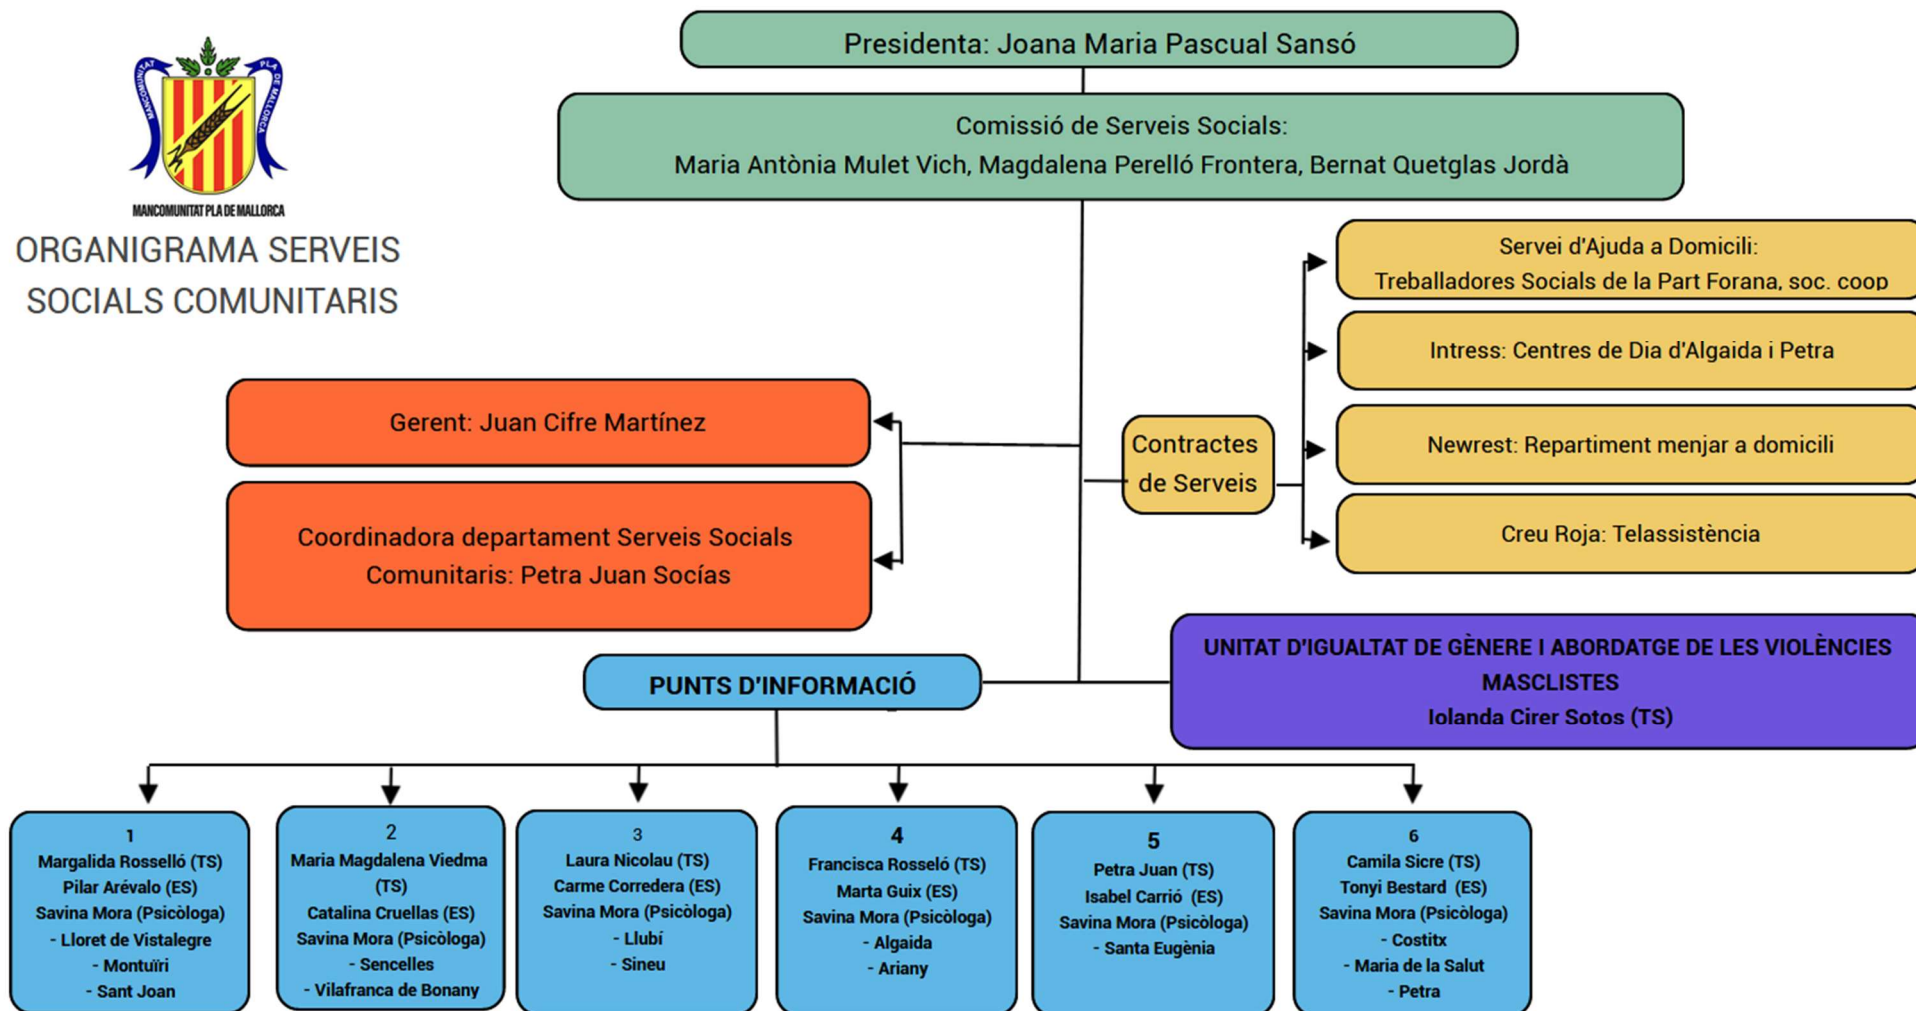 Presidenta: Joana Maria Pascual Sansó
MANCOMUNITAT PLA DE MALLORCA
MANCOMUNITAT PLA DE MALLORCA
ORGANIGRAMA SERVEIS
SOCIALS COMUNITARIS
Comissió de Serveis Socials:
Maria Antònia Mulet Vich, Magdalena Perelló Frontera, Bernat Quetglas Jordà
Servei d'Ajuda a Domicili:
Treballadores Socials de la Part Forana, soc. coop
Intress: Centres de Dia d'Algaida i Petra
Newrest: Repartiment menjar a domicili
Creu Roja: Telassistència
Contractes
de Serveis
Gerent: Juan Cifre Martínez
Coordinadora departament Serveis Socials
Comunitaris: Petra Juan Socías
UNITAT D'IGUALTAT DE GÈNERE I ABORDATGE DE LES VIOLÈNCIES
MASCLISTES
Iolanda Cirer Sotos (TS)
PUNTS D'INFORMACIÓ
1
Margalida Rosselló (TS)
Pilar Arévalo (ES)
Savina Mora (Psicòloga)
- Lloret de Vistalegre
- Montuïri
- Sant Joan
2
Maria Magdalena Viedma
(TS)
Catalina Cruellas (ES)
Savina Mora (Psicòloga)
- Sencelles
- Vilafranca de Bonany
3
Laura Nicolau (TS)
Carme Corredera (ES)
Savina Mora (Psicòloga)
- Llubí
- Sineu
4
Francisca Rosseló (TS)
Marta Guix (ES)
Savina Mora (Psicòloga)
- Algaida
- Ariany
5
Petra Juan (TS)
Isabel Carrió (ES)
Savina Mora (Psicòloga)
- Santa Eugènia
6
Camila Sicre (TS)
Tonyi Bestard (ES)
Savina Mora (Psicòloga)
- Costitx
- Maria de la Salut
- Petra